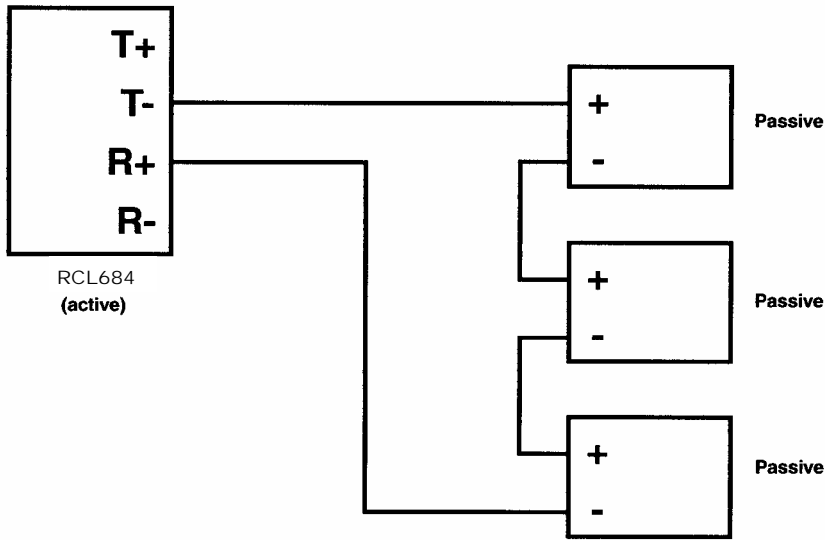 T+
T-
R+
R-
RCL684
(active)
+
-
Passive
+
-
Passive
+
-
Passive